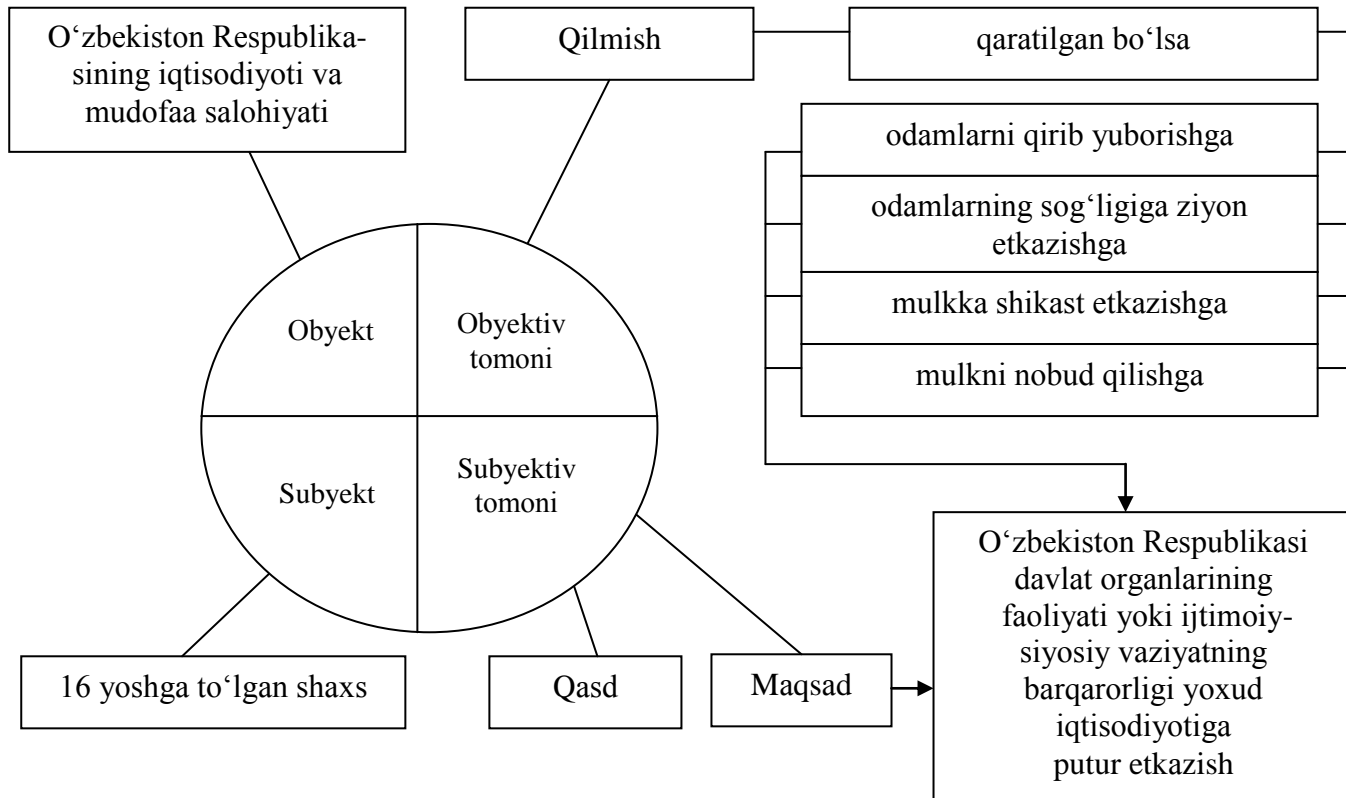 O‘zbekiston Respublika-
sining iqtisodiyoti va
mudofaa salohiyati
Qilmish
qaratilgan bo‘lsa
odamlarni qirib yuborishga
odamlarning sog‘ligiga ziyon
etkazishga
mulkka shikast etkazishga
mulkni nobud qilishga
Obyekt
Obyektiv
tomoni
Subyekt
Subyektiv
tomoni
16 yoshga to‘lgan shaxs
Qasd
Maqsad
O‘zbekiston Respublikasi
davlat organlarining
faoliyati yoki ijtimoiy-
siyosiy vaziyatning
barqarorligi yoxud
iqtisodiyotiga
putur etkazish